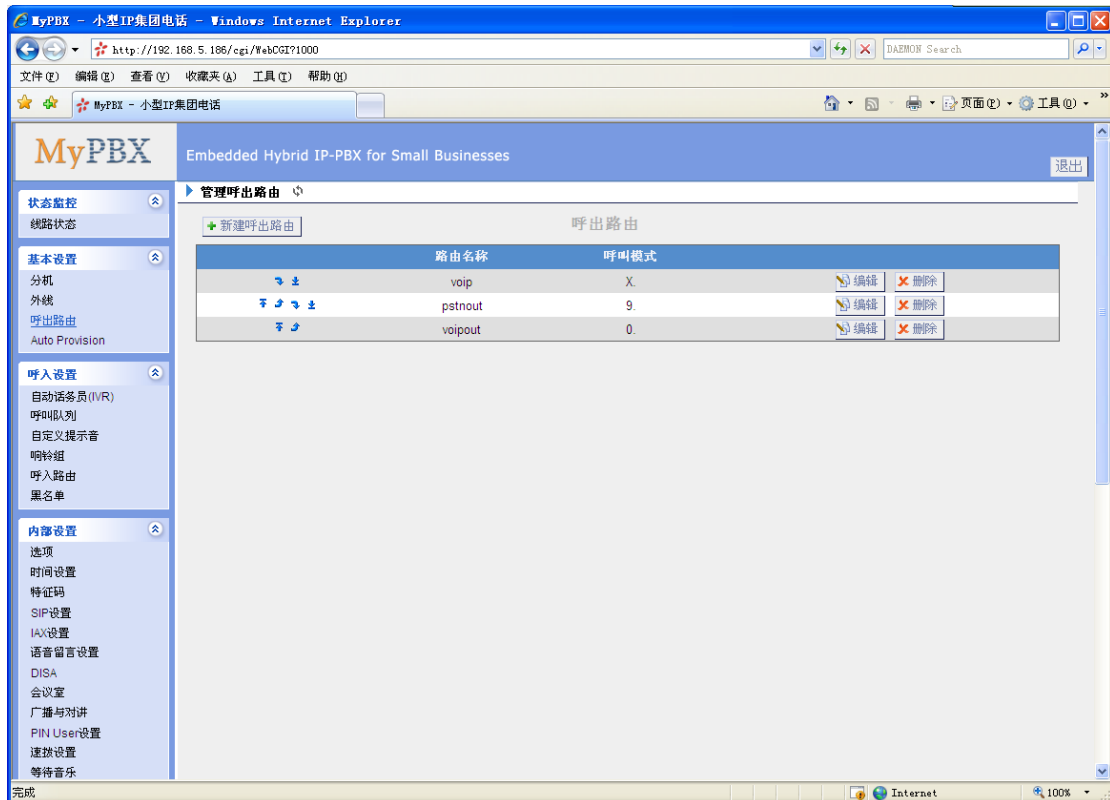 MyPBX - 小型IP集团电话 - Windows Internet Explorer
http://192.168.5.186/cgi/WebCGI?1000
DAEMON Search
文件(F) 编辑(E) 查看(V) 收藏夹(A) 工具(T) 帮助(H)
MyPBX - 小型IP集团电话
页面(P) 工具(O) »
MyPBX
Embedded Hybrid IP-PBX for Small Businesses
退出
状态监控
线路状态
基本设置
分机
外线
呼出路由
Auto Provision
呼入设置
自动话务员(IVR)
呼叫队列
自定义提示音
响铃组
呼入路由
黑名单
内部设置
选项
时间设置
特征码
SIP设置
IAX设置
语音留言设置
DISA
会议室
广播与对讲
PIN User设置
速拨设置
等待音乐
管理呼出路由
新建呼出路由
呼出路由
路由名称 呼叫模式
voip X. 编辑 删除
pstnout 9. 编辑 删除
voipout 0. 编辑 删除
完成 Internet 100%